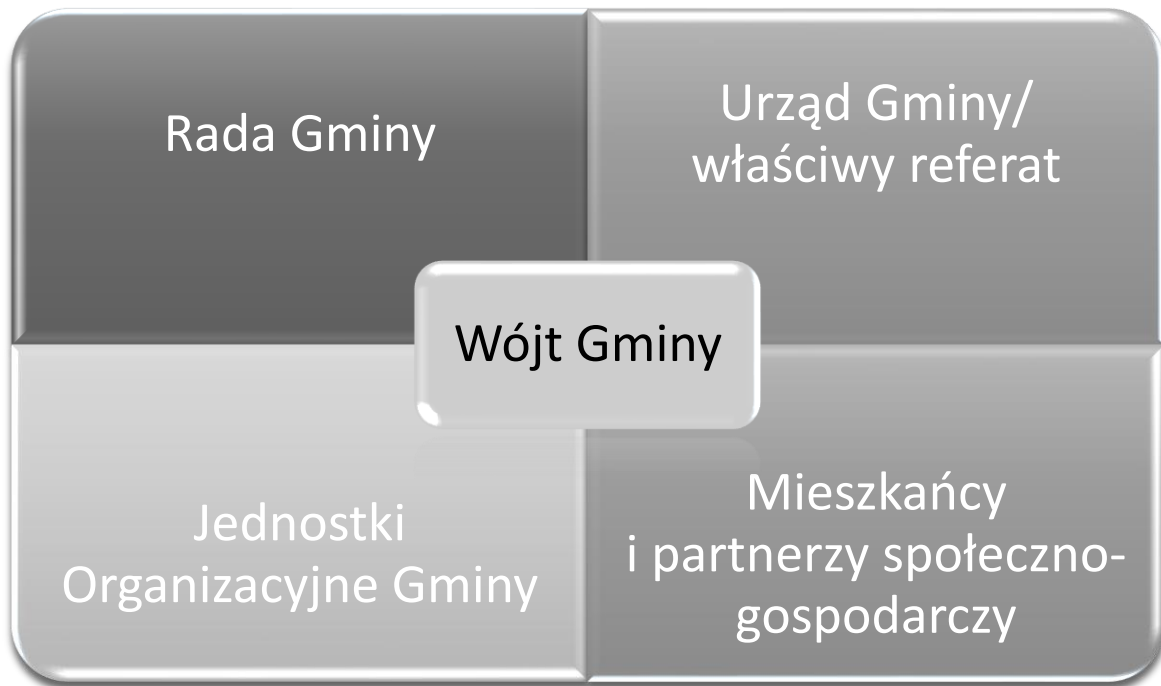 Rada Gminy
Urząd Gminy/
właściwy referat
Wójt Gminy
Jednostki
Organizacyjne Gminy
Mieszkańcy
i partnerzy społeczno-
gospodarczy